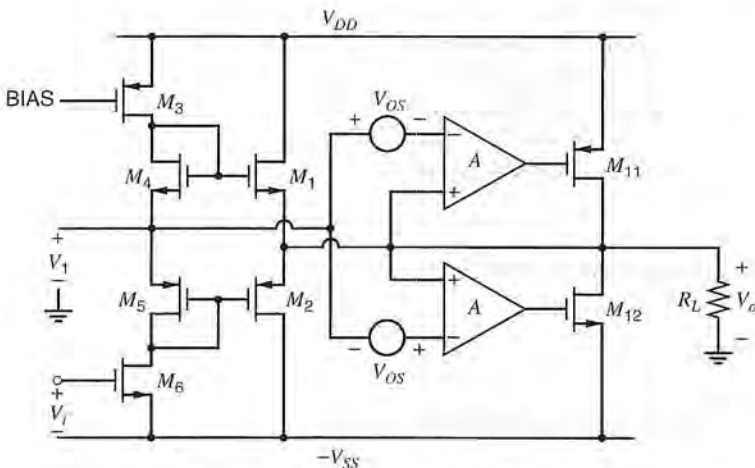 V_DD
BIAS
M_3
V_OS
+ −
−
A
+
M_11
M_4
M_1
+
V_1
−
M_5
M_2
+
A
−
M_12
R_L
+
V_o
−
− +
V_OS
M_6
+
V_i
−
−V_SS